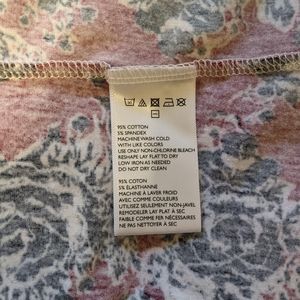 95% COTTON
5% SPANDEX
MACHINE WASH COLD
WITH LIKE COLORS
USE ONLY NON-CHLORINE BLEACH
RESHAPE LAY FLAT TO DRY
LOW IRON AS NEEDED
DO NOT DRY CLEAN
95% COTON
5% ELASTHANNE
MACHINE À LAVER FROID
AVEC COMME COULEURS
UTILISEZ SEULEMENT NON-JAVEL
REMODELER LAY PLAT À SEC
FAIBLE COMME FER NÉCESSAIRES
NE PAS NETTOYER À SEC